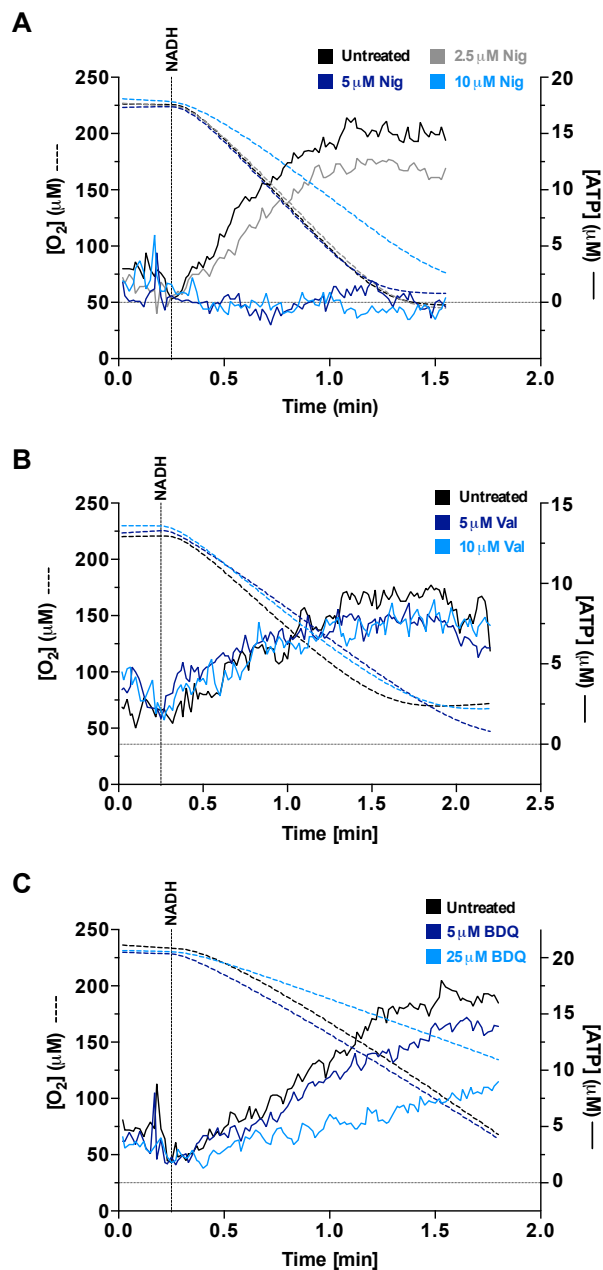 A
NADH
Untreated
2.5 µM Nig
5 µM Nig
10 µM Nig
250
200
150
100
50
0
[O2] (µM) ----
20
15
10
5
0
[ATP] (µM) —
0.0 0.5 1.0 1.5 2.0
Time (min)
B
NADH
Untreated
5 µM Val
10 µM Val
250
200
150
100
50
0
[O2] (µM) ----
15
10
5
0
[ATP] (µM) —
0.0 0.5 1.0 1.5 2.0 2.5
Time [min]
C
NADH
Untreated
5 µM BDQ
25 µM BDQ
250
200
150
100
50
0
[O2] (µM) ----
20
15
10
5
0
[ATP] (µM) —
0.0 0.5 1.0 1.5 2.0
Time [min]